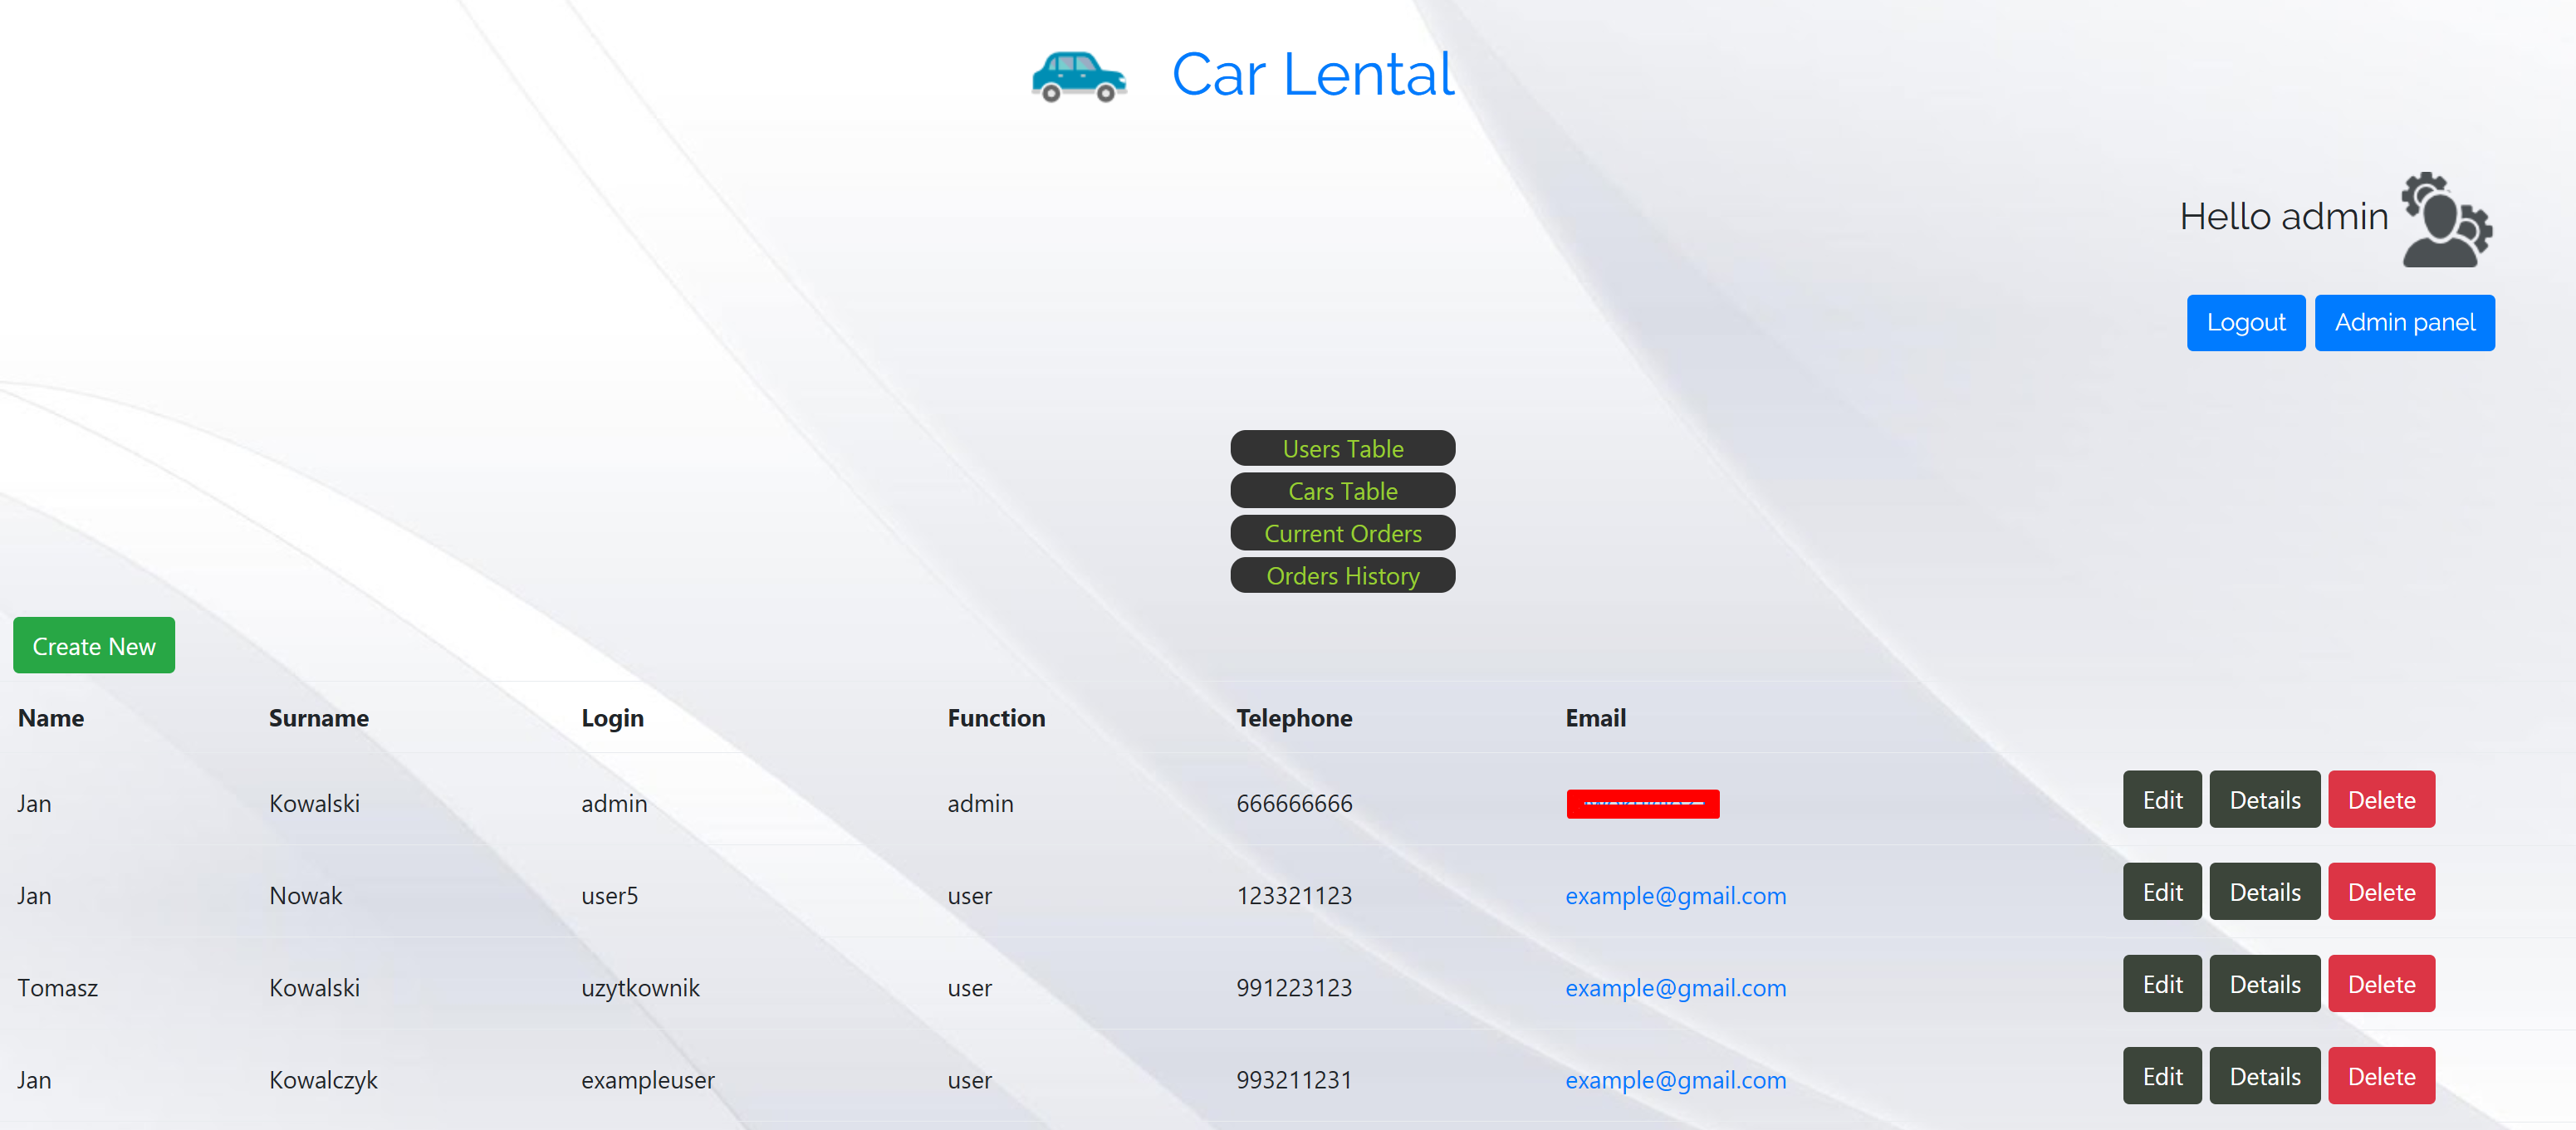 Car Lental
Hello admin
Logout Admin panel
Users Table
Cars Table
Current Orders
Orders History
Create New
Name Surname Login Function Telephone Email
Jan Kowalski admin admin 666666666 Edit Details Delete
Jan Nowak user5 user 123321123 example@gmail.com Edit Details Delete
Tomasz Kowalski uzytkownik user 991223123 example@gmail.com Edit Details Delete
Jan Kowalczyk exampleuser user 993211231 example@gmail.com Edit Details Delete